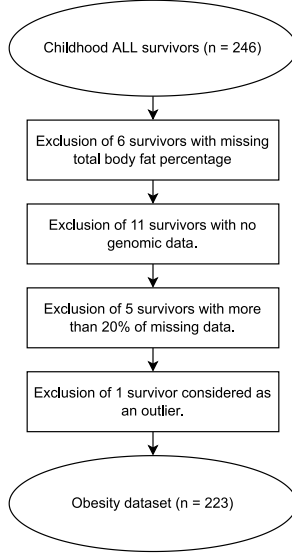 Childhood ALL survivors (n = 246)
Exclusion of 6 survivors with missing
total body fat percentage
Exclusion of 11 survivors with no
genomic data.
Exclusion of 5 survivors with more
than 20% of missing data.
Exclusion of 1 survivor considered as
an outlier.
Obesity dataset (n = 223)